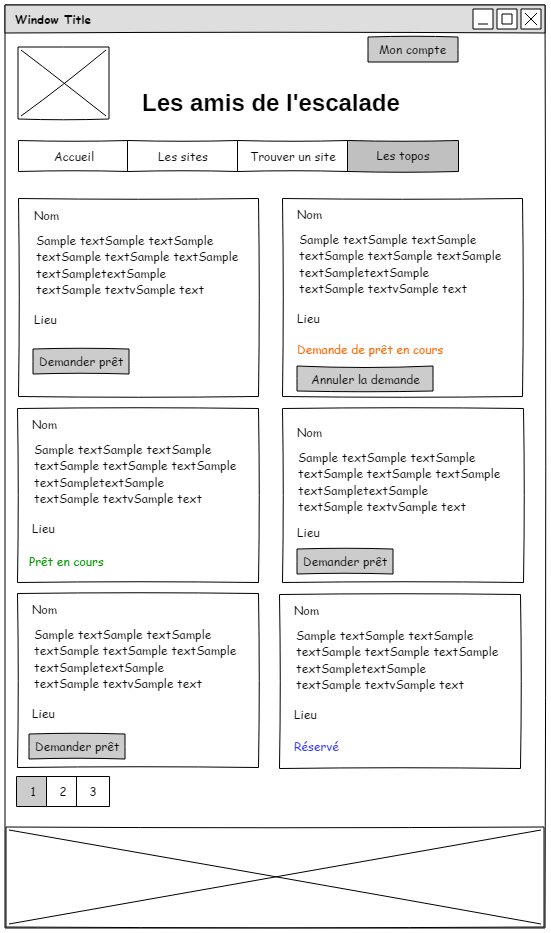 Window Title
Mon compte
Les amis de l'escalade
Accueil
Les sites
Trouver un site
Les topos
Nom
Sample textSample textSample
textSample textSample textSample
textSampletextSample
textSample textvSample text
Lieu
Demander prêt
Nom
Sample textSample textSample
textSample textSample textSample
textSampletextSample
textSample textvSample text
Lieu
Demande de prêt en cours
Annuler la demande
Nom
Sample textSample textSample
textSample textSample textSample
textSampletextSample
textSample textvSample text
Lieu
Prêt en cours
Nom
Sample textSample textSample
textSample textSample textSample
textSampletextSample
textSample textvSample text
Lieu
Demander prêt
Nom
Sample textSample textSample
textSample textSample textSample
textSampletextSample
textSample textvSample text
Lieu
Demander prêt
Nom
Sample textSample textSample
textSample textSample textSample
textSampletextSample
textSample textvSample text
Lieu
Réservé
1 2 3